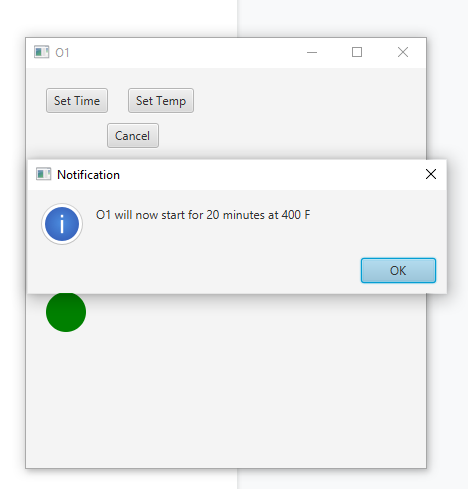 O1
Set Time Set Temp
Cancel
Notification
O1 will now start for 20 minutes at 400 F
OK